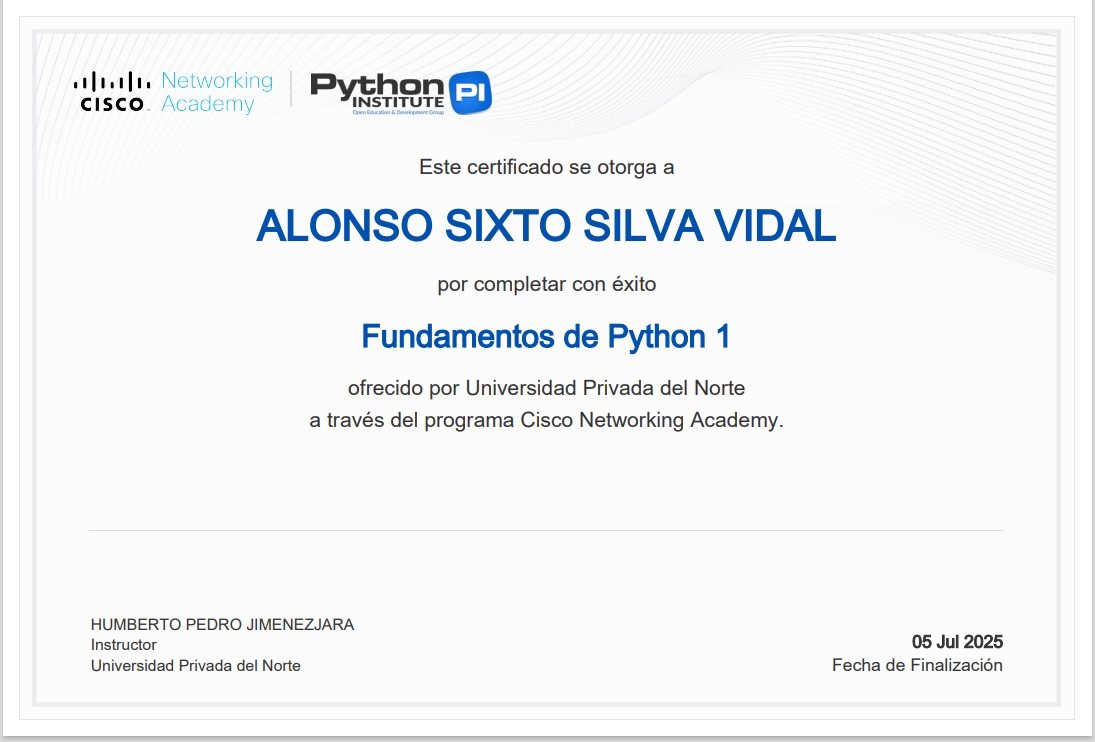 CISCO Networking Academy
Python INSTITUTE PI
Open Education & Development Group
Este certificado se otorga a
ALONSO SIXTO SILVA VIDAL
por completar con éxito
Fundamentos de Python 1
ofrecido por Universidad Privada del Norte
a través del programa Cisco Networking Academy.
HUMBERTO PEDRO JIMENEZJARA
Instructor
Universidad Privada del Norte
05 Jul 2025
Fecha de Finalización